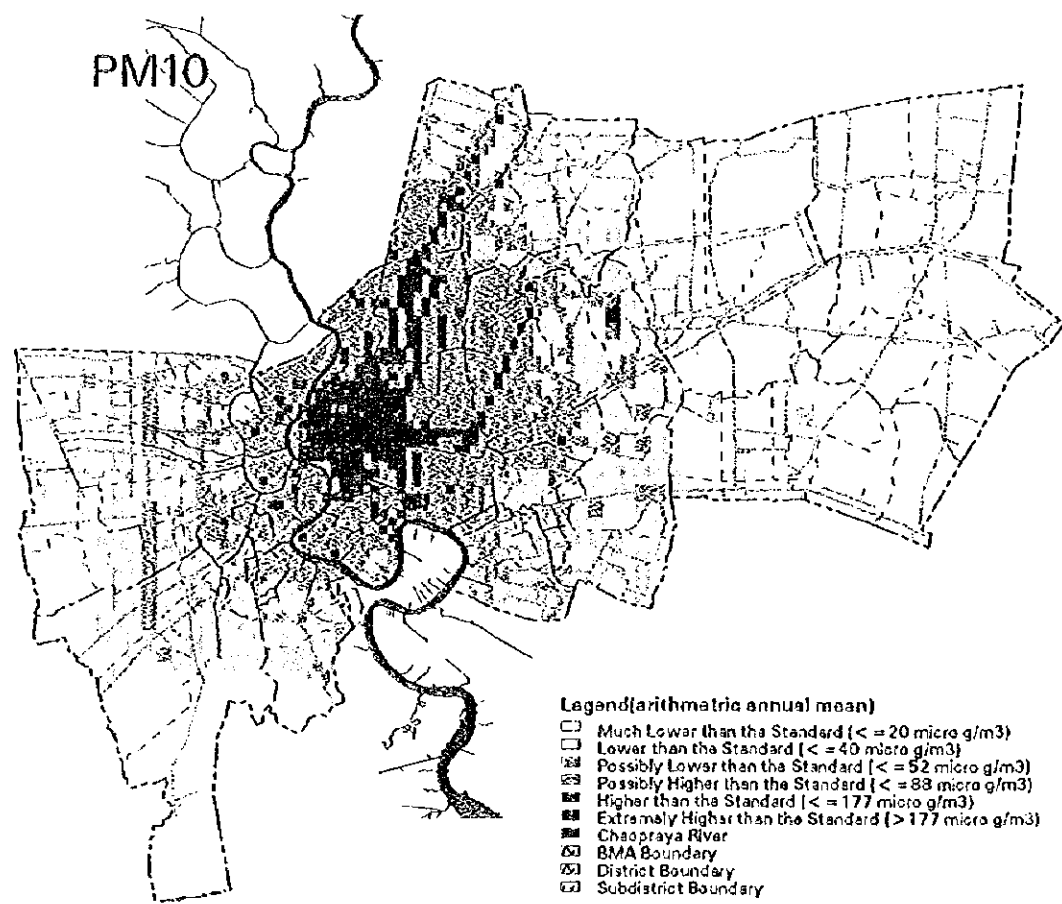 PM10
Legend(arithmetric annual mean)
Much Lower than the Standard (< = 20 micro g/m3)
Lower than the Standard (< = 40 micro g/m3)
Possibly Lower than the Standard (< = 52 micro g/m3)
Possibly Higher than the Standard (< = 88 micro g/m3)
Higher than the Standard (< = 177 micro g/m3)
Extremely Higher than the Standard (> 177 micro g/m3)
Chaopraya River
BMA Boundary
District Boundary
Subdistrict Boundary